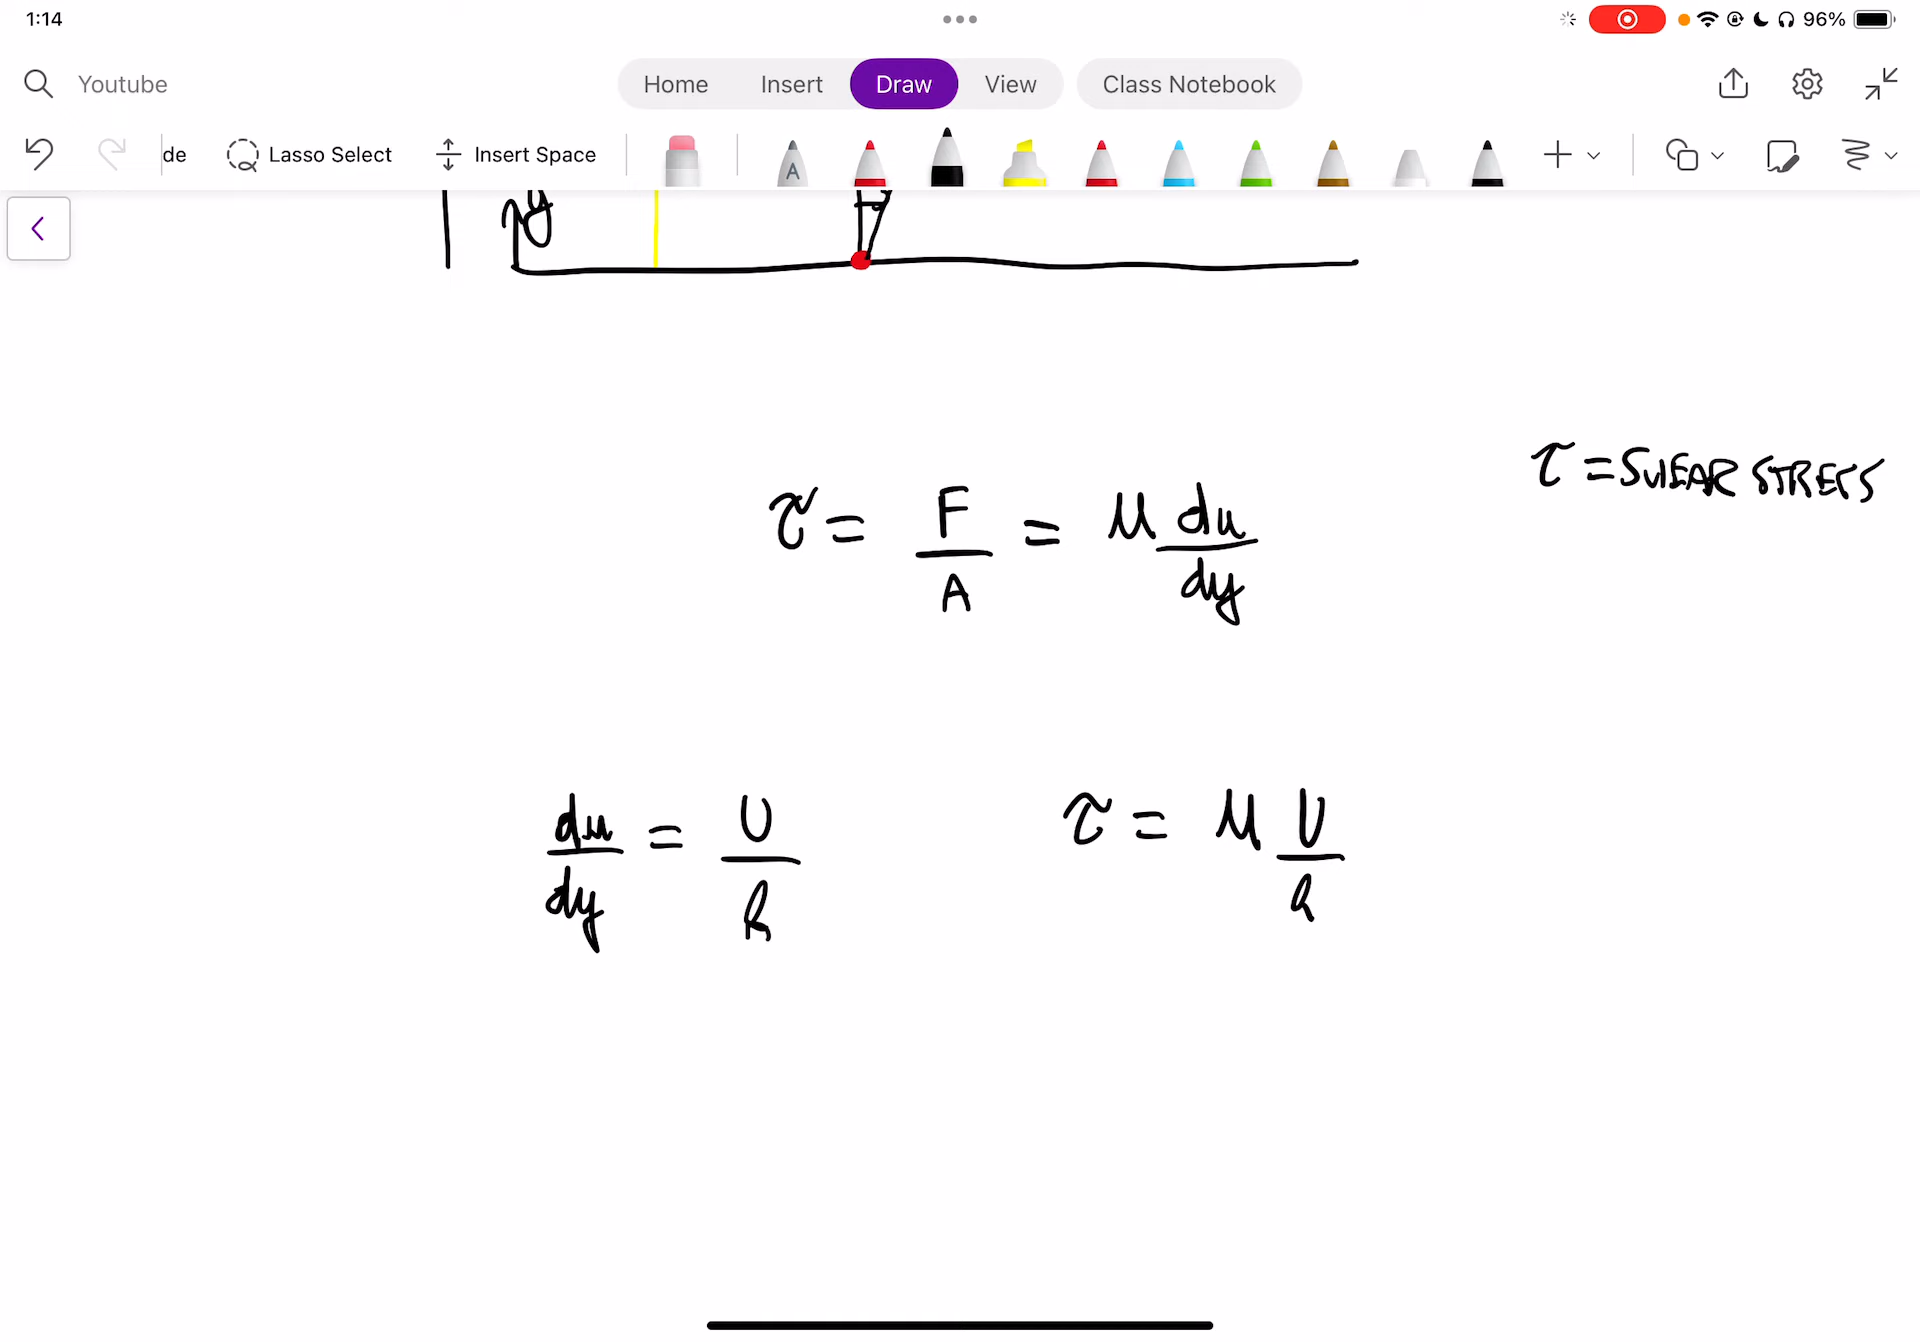 1:14
96%
Youtube
Home Insert Draw View Class Notebook
de Lasso Select Insert Space A
y
τ = SHEAR STRESS
τ = F/A = μ du/dy
du/dy = U/h τ = μ U/h